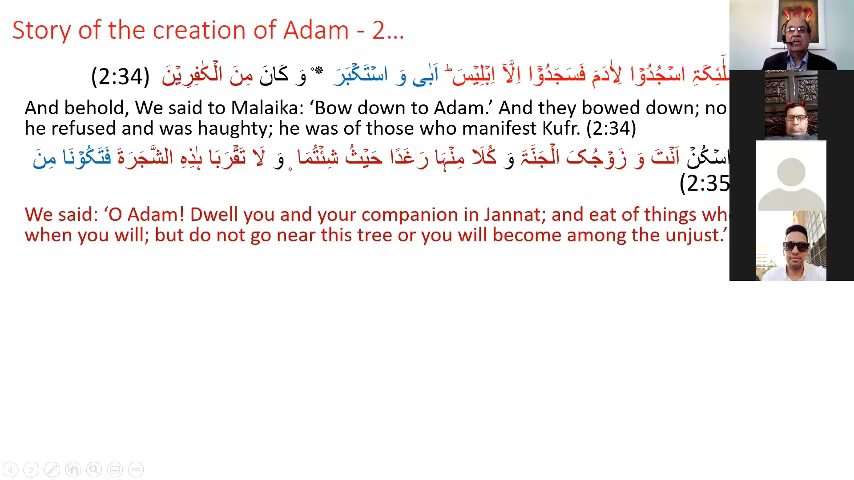 Story of the creation of Adam - 2...
اسْجُدُوْا لِاٰدَمَ فَسَجَدُوْٓا اِلَّآ اِبْلِیْسَ ؕ اَبٰی وَ اسْتَکْبَرَ ٭۫ وَ کَانَ مِنَ الْکٰفِرِیْنَ (2:34)
And behold, We said to Malaika: ‘Bow down to Adam.’ And they bowed down; no
he refused and was haughty; he was of those who manifest Kufr. (2:34)
اسْکُنْ اَنْتَ وَ زَوْجُکَ الْجَنَّۃَ وَ کُلَا مِنْہَا رَغَدًا حَیْثُ شِئْتُمَا ۪ وَ لَا تَقْرَبَا ہٰذِہِ الشَّجَرَۃَ فَتَکُوْنَا مِنَ
(2:35
We said: ‘O Adam! Dwell you and your companion in Jannat; and eat of things wh
when you will; but do not go near this tree or you will become among the unjust.’